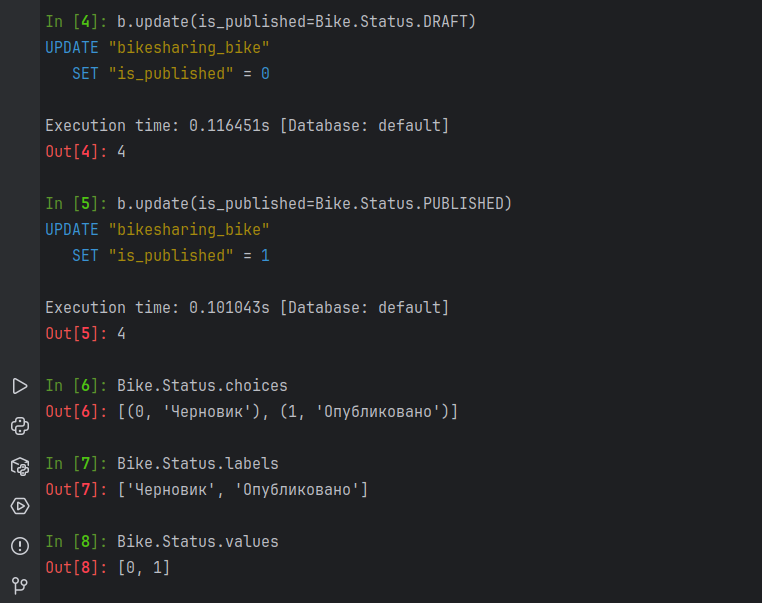 In [4]: b.update(is_published=Bike.Status.DRAFT)
UPDATE "bikesharing_bike"
   SET "is_published" = 0
Execution time: 0.116451s [Database: default]
Out[4]: 4
In [5]: b.update(is_published=Bike.Status.PUBLISHED)
UPDATE "bikesharing_bike"
   SET "is_published" = 1
Execution time: 0.101043s [Database: default]
Out[5]: 4
In [6]: Bike.Status.choices
Out[6]: [(0, 'Черновик'), (1, 'Опубликовано')]
In [7]: Bike.Status.labels
Out[7]: ['Черновик', 'Опубликовано']
In [8]: Bike.Status.values
Out[8]: [0, 1]